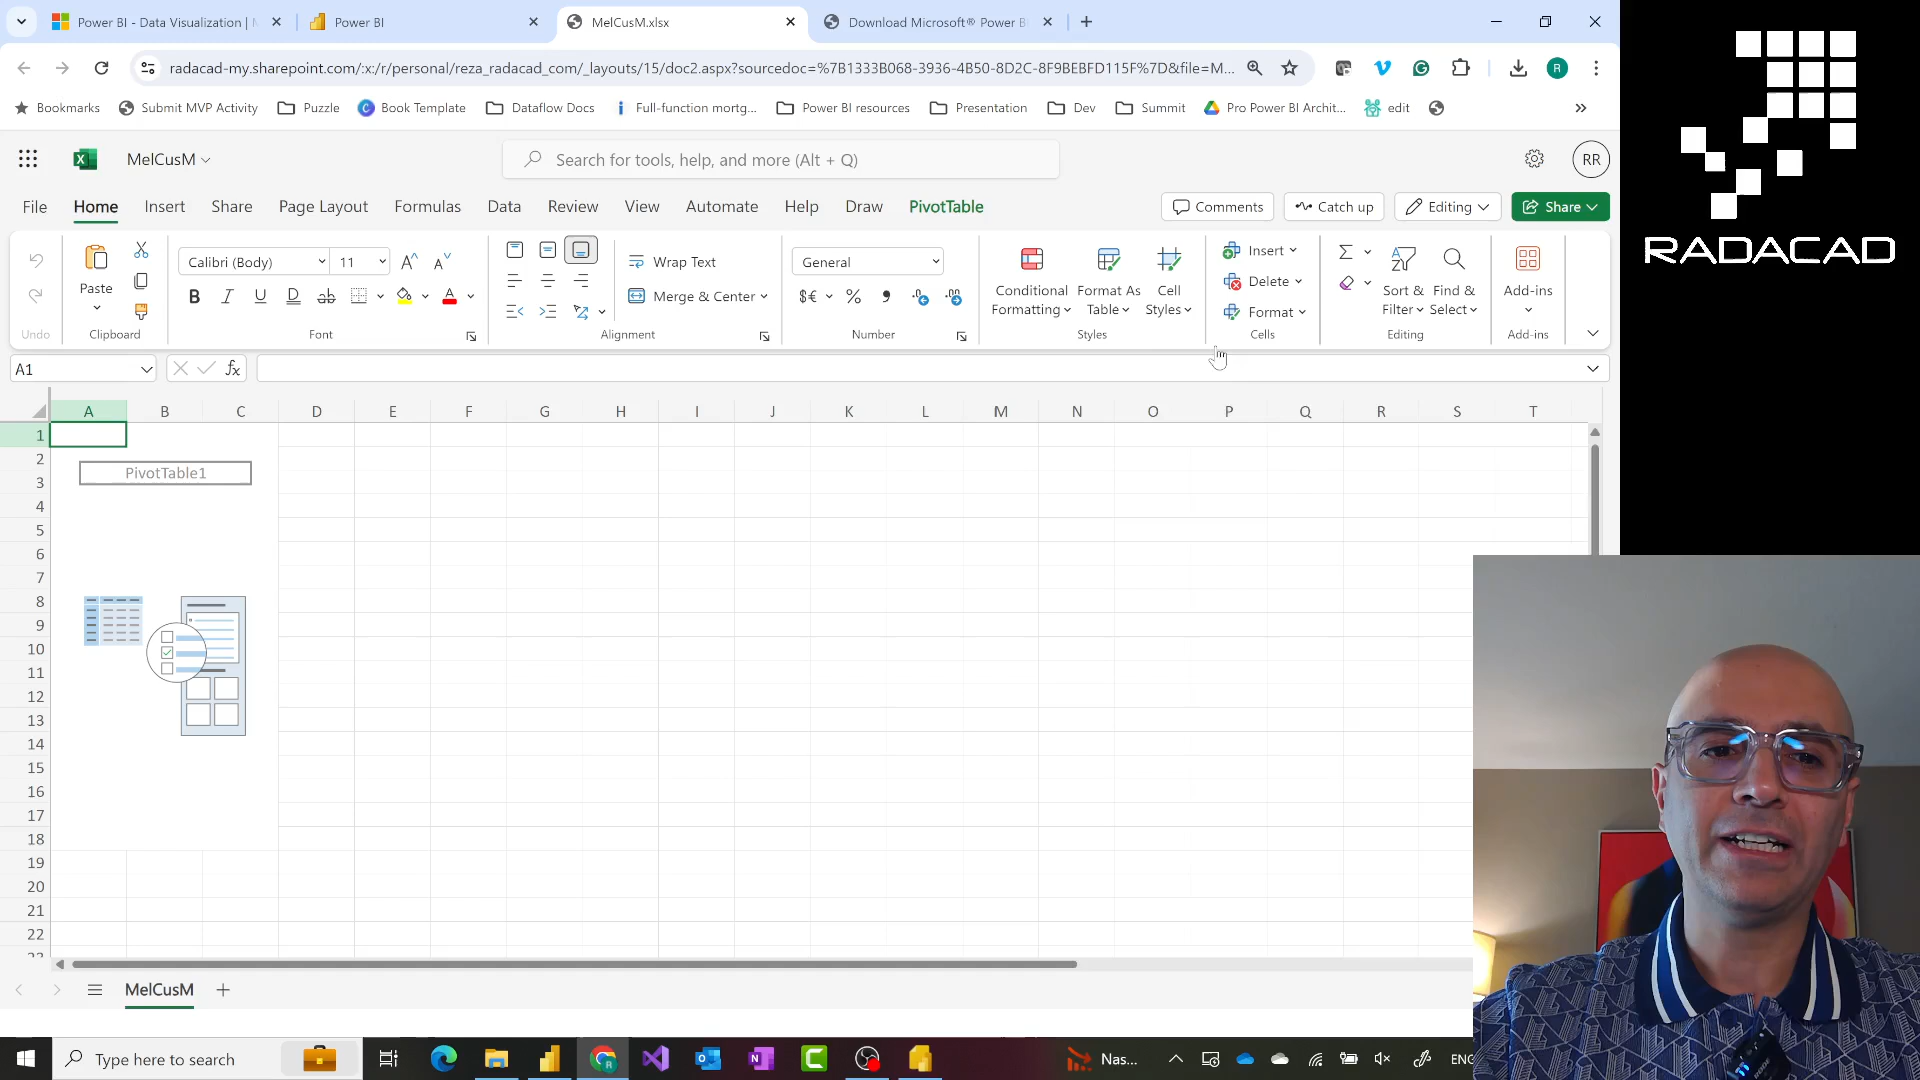 Power BI - Data Visualization | M
Power BI
MelCusM.xlsx
Download Microsoft® Power B
radacad-my.sharepoint.com/:x:/r/personal/reza_radacad_com/_layouts/15/doc2.aspx?sourcedoc=%7B1333B068-3936-4B50-8D2C-8F9BEBFD115F%7D&file=M...
R
Bookmarks
Submit MVP Activity
Puzzle
Book Template
Dataflow Docs
Full-function mortg...
Power BI resources
Presentation
Dev
Summit
Pro Power BI Archit...
edit
RADACAD
MelCusM
Search for tools, help, and more (Alt + Q)
RR
File
Home
Insert
Share
Page Layout
Formulas
Data
Review
View
Automate
Help
Draw
PivotTable
Comments
Catch up
Editing
Share
Paste
Calibri (Body)
11
Wrap Text
Merge & Center
General
Conditional
Formatting
Format As
Table
Cell
Styles
Insert
Delete
Format
Sort &
Filter
Find &
Select
Add-ins
Undo
Clipboard
Font
Alignment
Number
Styles
Cells
Editing
Add-ins
A1
A B C D E F G H I J K L M N O P Q R S T
1
2
PivotTable1
3
4
5
6
7
8
9
10
11
12
13
14
15
16
17
18
19
20
21
22
MelCusM
Type here to search
Nas...
ENG